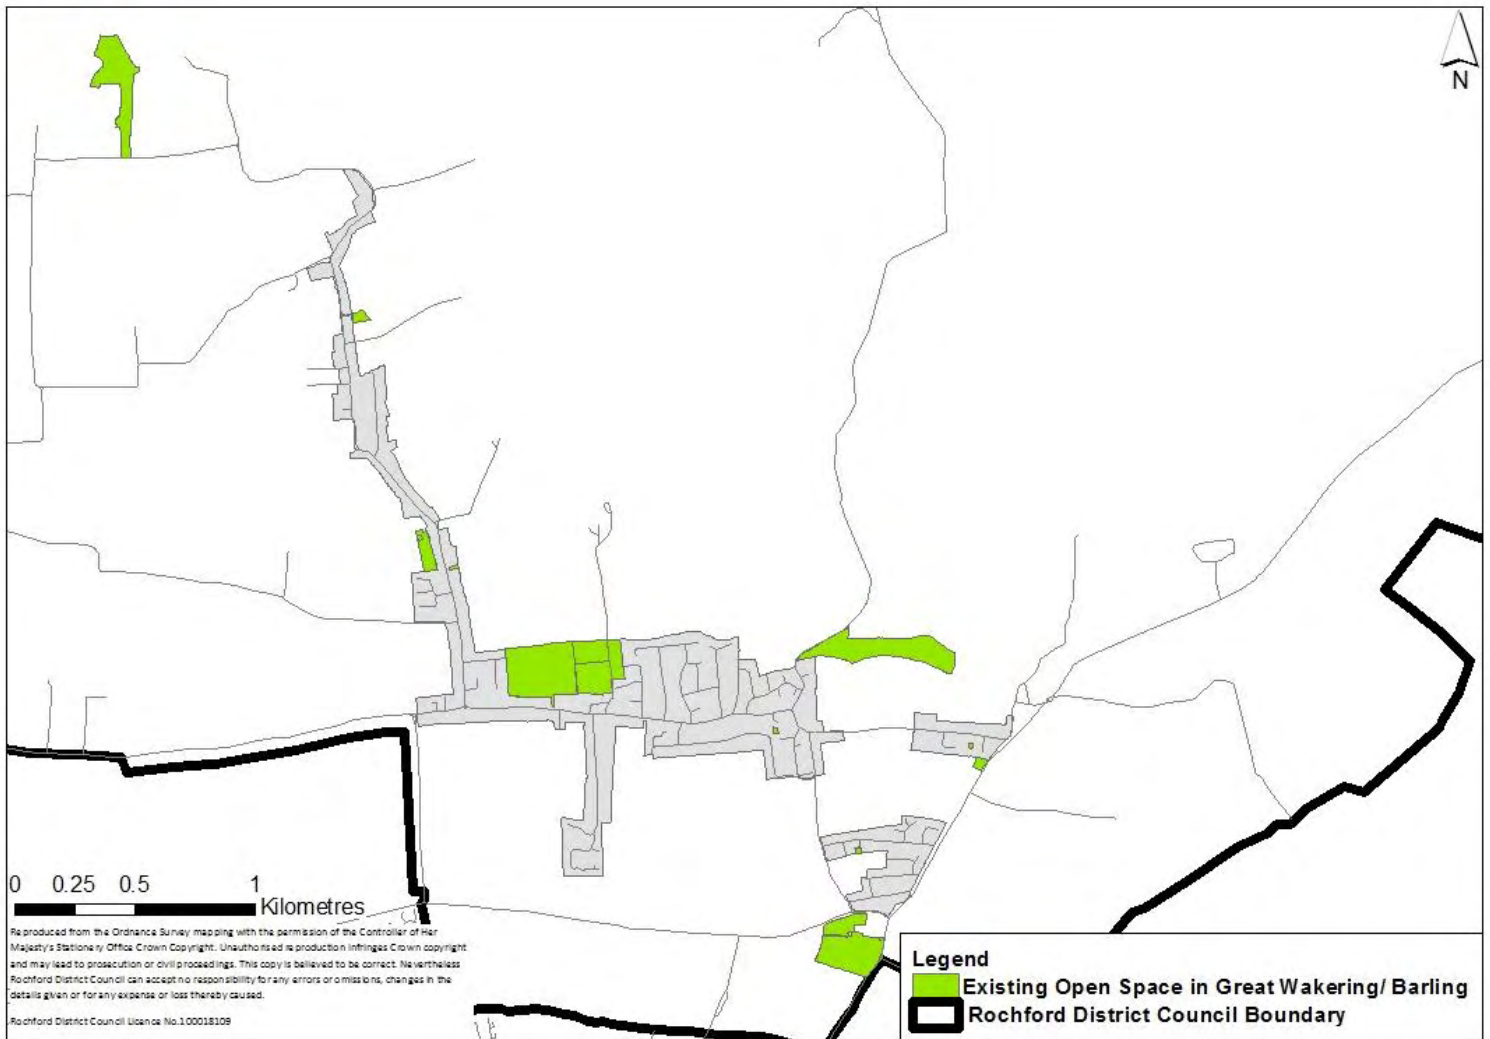 N
0 0.25 0.5 1
Kilometres
Reproduced from the Ordnance Survey mapping with the permission of the Controller of Her
Majesty's Stationery Office Crown Copyright. Unauthorised reproduction infringes Crown copyright
and may lead to prosecution or civil proceedings. This copy is believed to be correct. Nevertheless
Rochford District Council can accept no responsibility for any errors or omissions, changes in the
details given or for any expense or loss thereby caused.
Rochford District Council Licence No.100018109
Legend
Existing Open Space in Great Wakering/ Barling
Rochford District Council Boundary